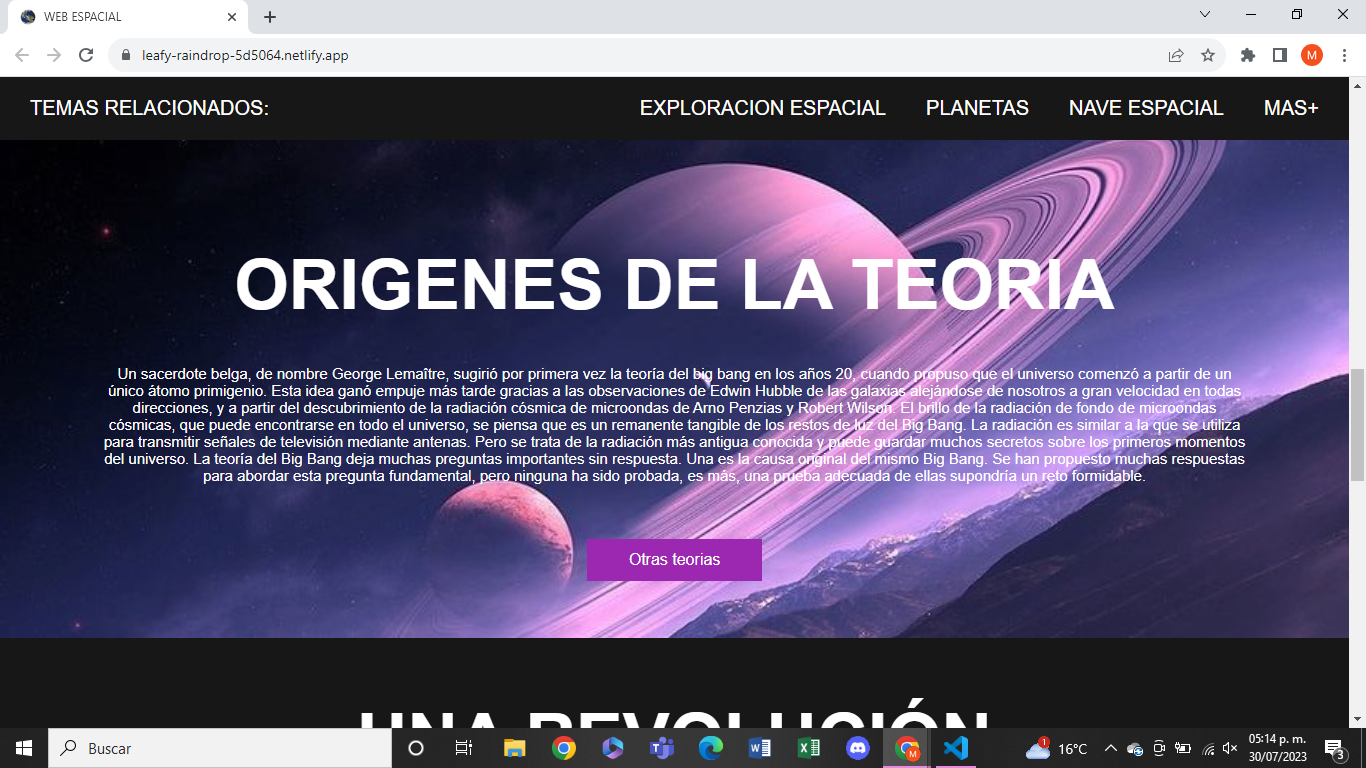 WEB ESPACIAL
leafy-raindrop-5d5064.netlify.app
M
TEMAS RELACIONADOS:
EXPLORACION ESPACIAL
PLANETAS
NAVE ESPACIAL
MAS+
ORIGENES DE LA TEORIA
Un sacerdote belga, de nombre George Lemaître, sugirió por primera vez la teoría del big bang en los años 20, cuando propuso que el universo comenzó a partir de un
único átomo primigenio. Esta idea ganó empuje más tarde gracias a las observaciones de Edwin Hubble de las galaxias alejándose de nosotros a gran velocidad en todas
direcciones, y a partir del descubrimiento de la radiación cósmica de microondas de Arno Penzias y Robert Wilson. El brillo de la radiación de fondo de microondas
cósmicas, que puede encontrarse en todo el universo, se piensa que es un remanente tangible de los restos de luz del Big Bang. La radiación es similar a la que se utiliza
para transmitir señales de televisión mediante antenas. Pero se trata de la radiación más antigua conocida y puede guardar muchos secretos sobre los primeros momentos
del universo. La teoría del Big Bang deja muchas preguntas importantes sin respuesta. Una es la causa original del mismo Big Bang. Se han propuesto muchas respuestas
para abordar esta pregunta fundamental, pero ninguna ha sido probada, es más, una prueba adecuada de ellas supondría un reto formidable.
Otras teorias
UNA REVOLUCIÓN
Buscar
1
16°C
05:14 p. m.
30/07/2023
3